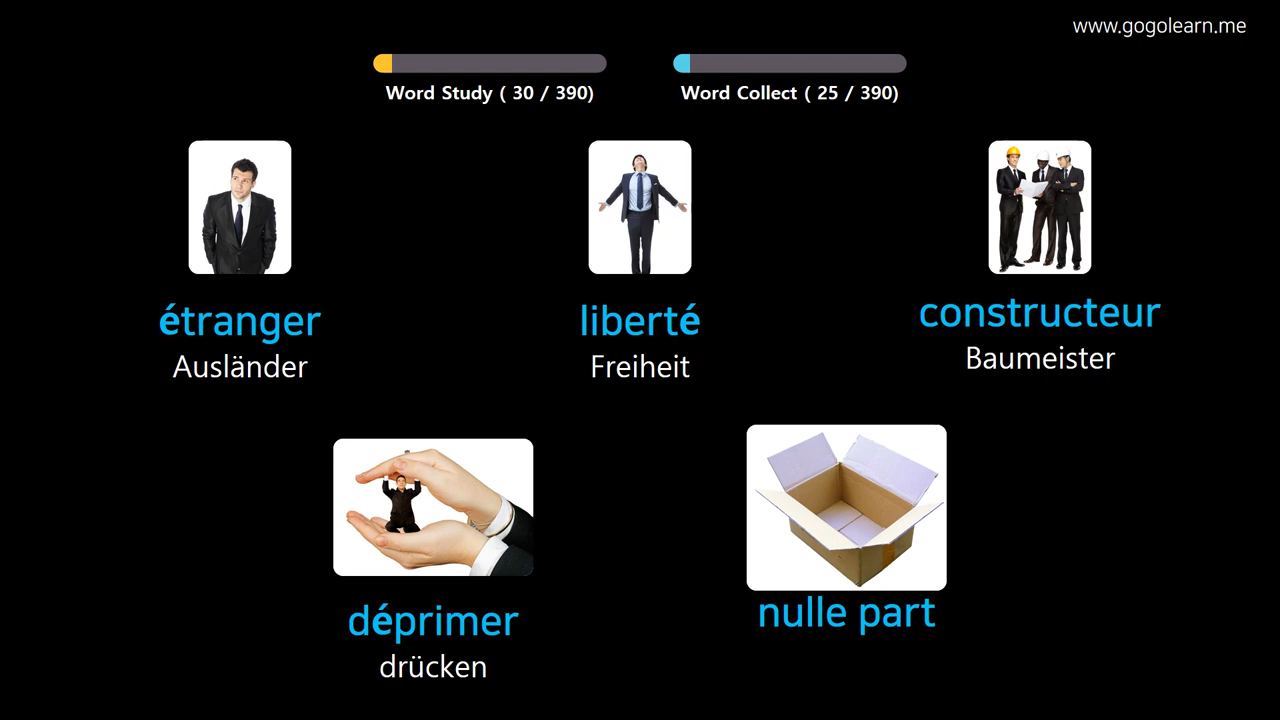 www.gogolearn.me
Word Study ( 30 / 390)
Word Collect ( 25 / 390)
étranger
Ausländer
liberté
Freiheit
constructeur
Baumeister
déprimer
drücken
nulle part